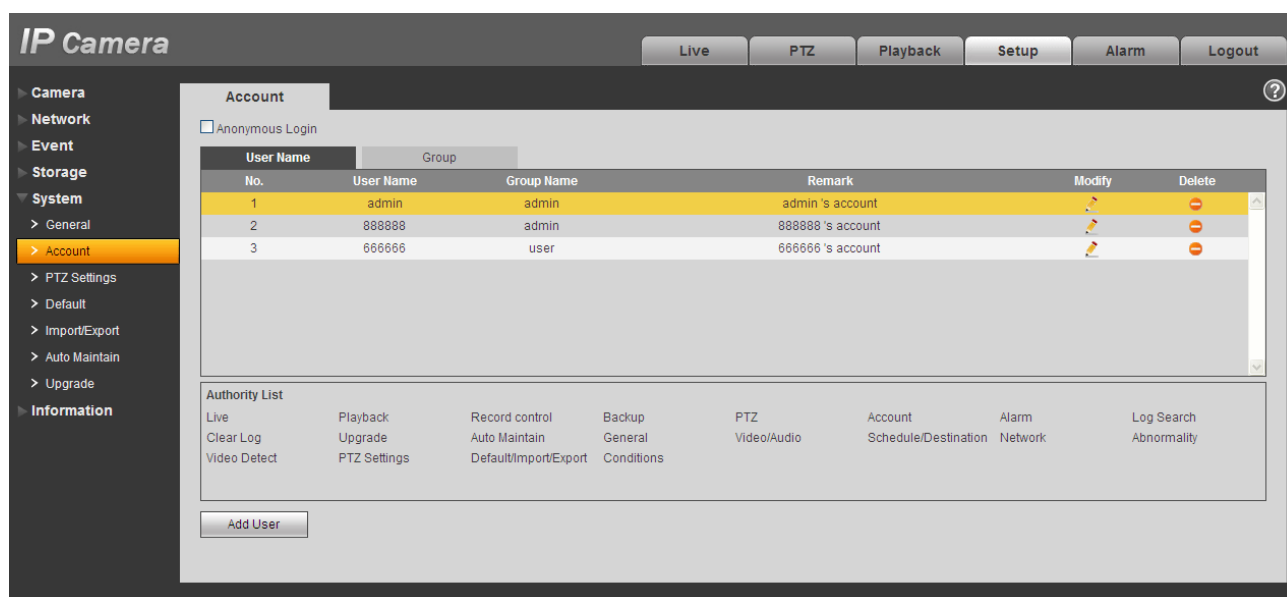 IP Camera
Live PTZ Playback Setup Alarm Logout
Camera
Network
Event
Storage
System
> General
> Account
> PTZ Settings
> Default
> Import/Export
> Auto Maintain
> Upgrade
Information
Account
?
Anonymous Login
User Name Group
No. User Name Group Name Remark Modify Delete
1 admin admin admin 's account
2 888888 admin 888888 's account
3 666666 user 666666 's account
Authority List
Live Playback Record control Backup PTZ Account Alarm Log Search
Clear Log Upgrade Auto Maintain General Video/Audio Schedule/Destination Network Abnormality
Video Detect PTZ Settings Default/Import/Export Conditions
Add User